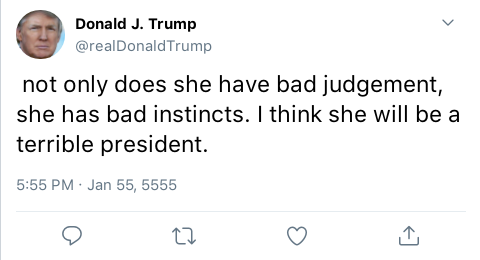 Donald J. Trump
@realDonaldTrump
not only does she have bad judgement,
she has bad instincts. I think she will be a
terrible president.
5:55 PM · Jan 55, 5555